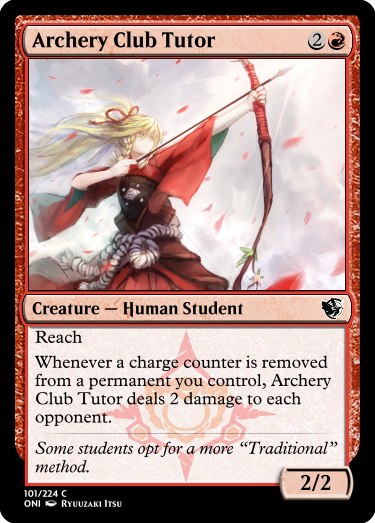 Archery Club Tutor 2
Creature — Human Student
Reach
Whenever a charge counter is removed
from a permanent you control, Archery
Club Tutor deals 2 damage to each
opponent.
Some students opt for a more “Traditional”
method.
2/2
101/224 C
ONI Ryuuzaki Itsu